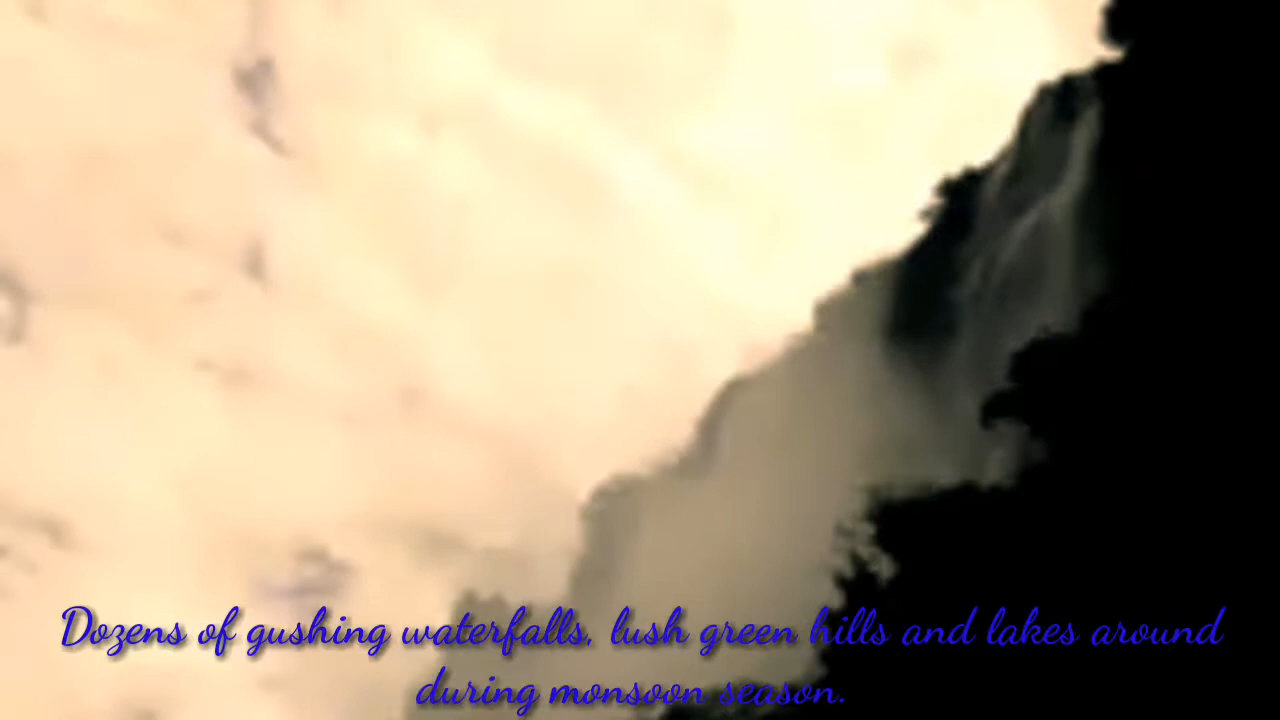 Dozens of gushing waterfalls, lush green hills and lakes around
during monsoon season.